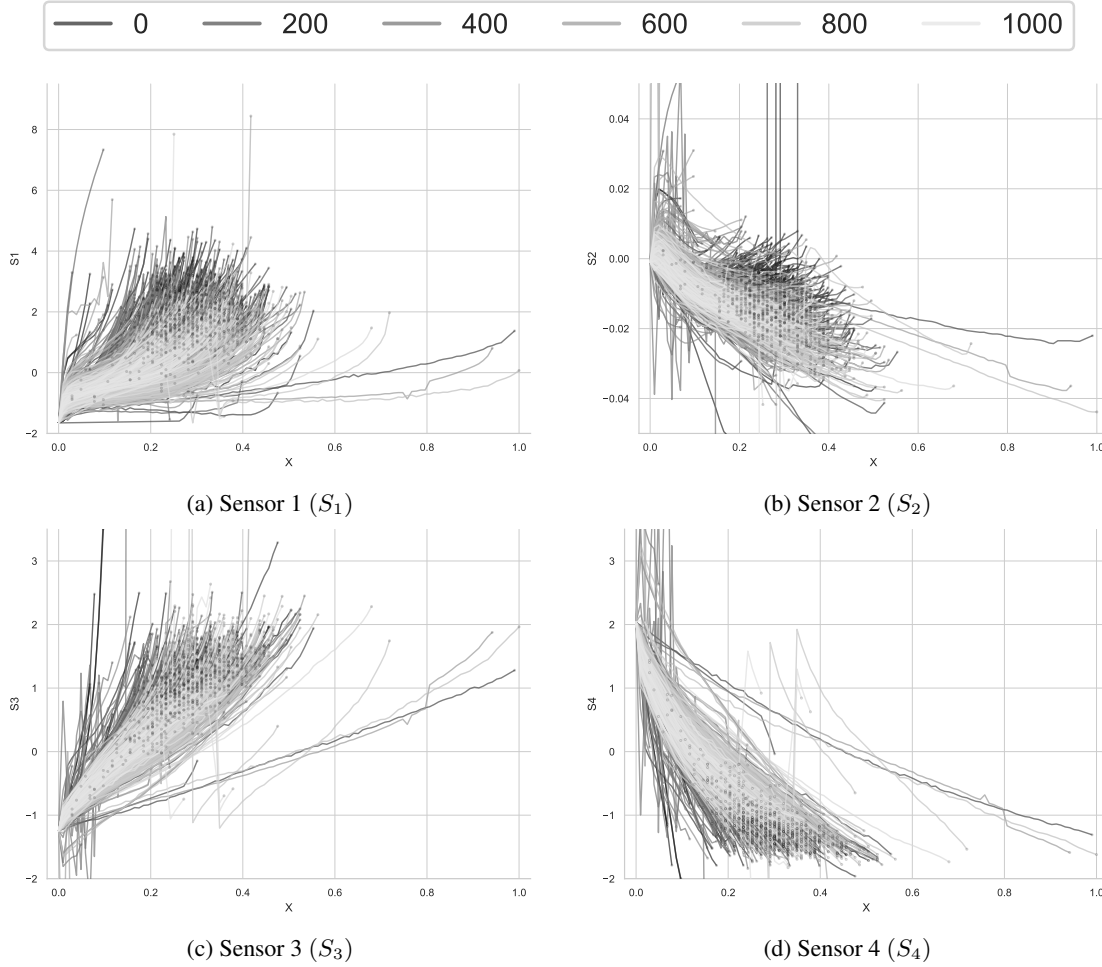 0 200 400 600 800 1000
8
6
4
2
0
−2
S1
0.0 0.2 0.4 0.6 0.8 1.0
X
0.04
0.02
0.00
−0.02
−0.04
S2
0.0 0.2 0.4 0.6 0.8 1.0
X
(a) Sensor 1 (S₁)
(b) Sensor 2 (S₂)
3
2
1
0
−1
−2
S3
0.0 0.2 0.4 0.6 0.8 1.0
X
3
2
1
0
−1
−2
S4
0.0 0.2 0.4 0.6 0.8 1.0
X
(c) Sensor 3 (S₃)
(d) Sensor 4 (S₄)